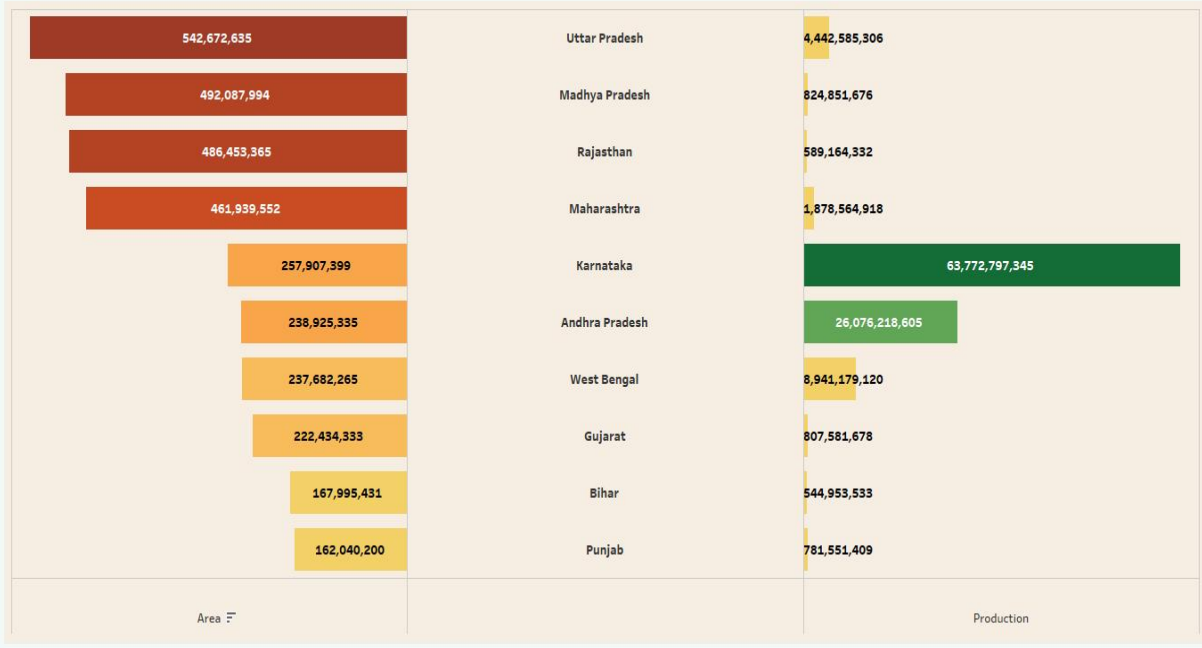 542,672,635 Uttar Pradesh 4,442,585,306
492,087,994 Madhya Pradesh 824,851,676
486,453,365 Rajasthan 589,164,332
461,939,552 Maharashtra 1,878,564,918
257,907,399 Karnataka 63,772,797,345
238,925,335 Andhra Pradesh 26,076,218,605
237,682,265 West Bengal 8,941,179,120
222,434,333 Gujarat 807,581,678
167,995,431 Bihar 544,953,533
162,040,200 Punjab 781,551,409
Area Production